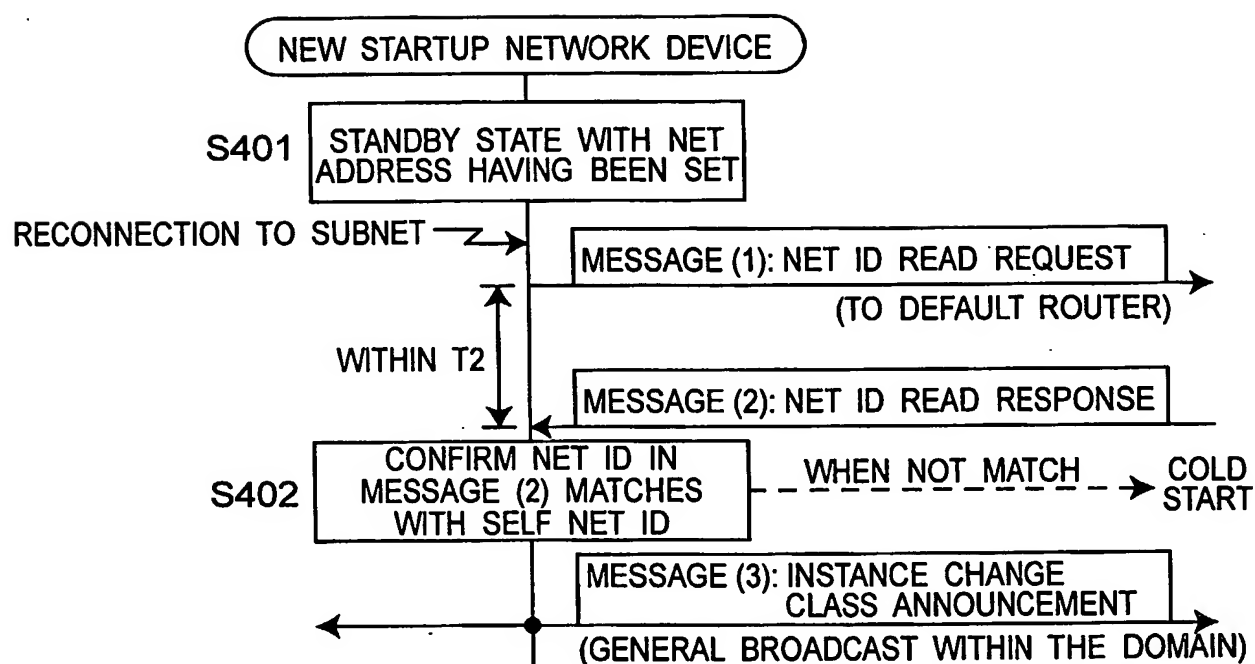 NEW STARTUP NETWORK DEVICE
S401
STANDBY STATE WITH NET
ADDRESS HAVING BEEN SET
RECONNECTION TO SUBNET
MESSAGE (1): NET ID READ REQUEST
(TO DEFAULT ROUTER)
WITHIN T2
MESSAGE (2): NET ID READ RESPONSE
S402
CONFIRM NET ID IN
MESSAGE (2) MATCHES
WITH SELF NET ID
WHEN NOT MATCH
COLD
START
MESSAGE (3): INSTANCE CHANGE
CLASS ANNOUNCEMENT
(GENERAL BROADCAST WITHIN THE DOMAIN)